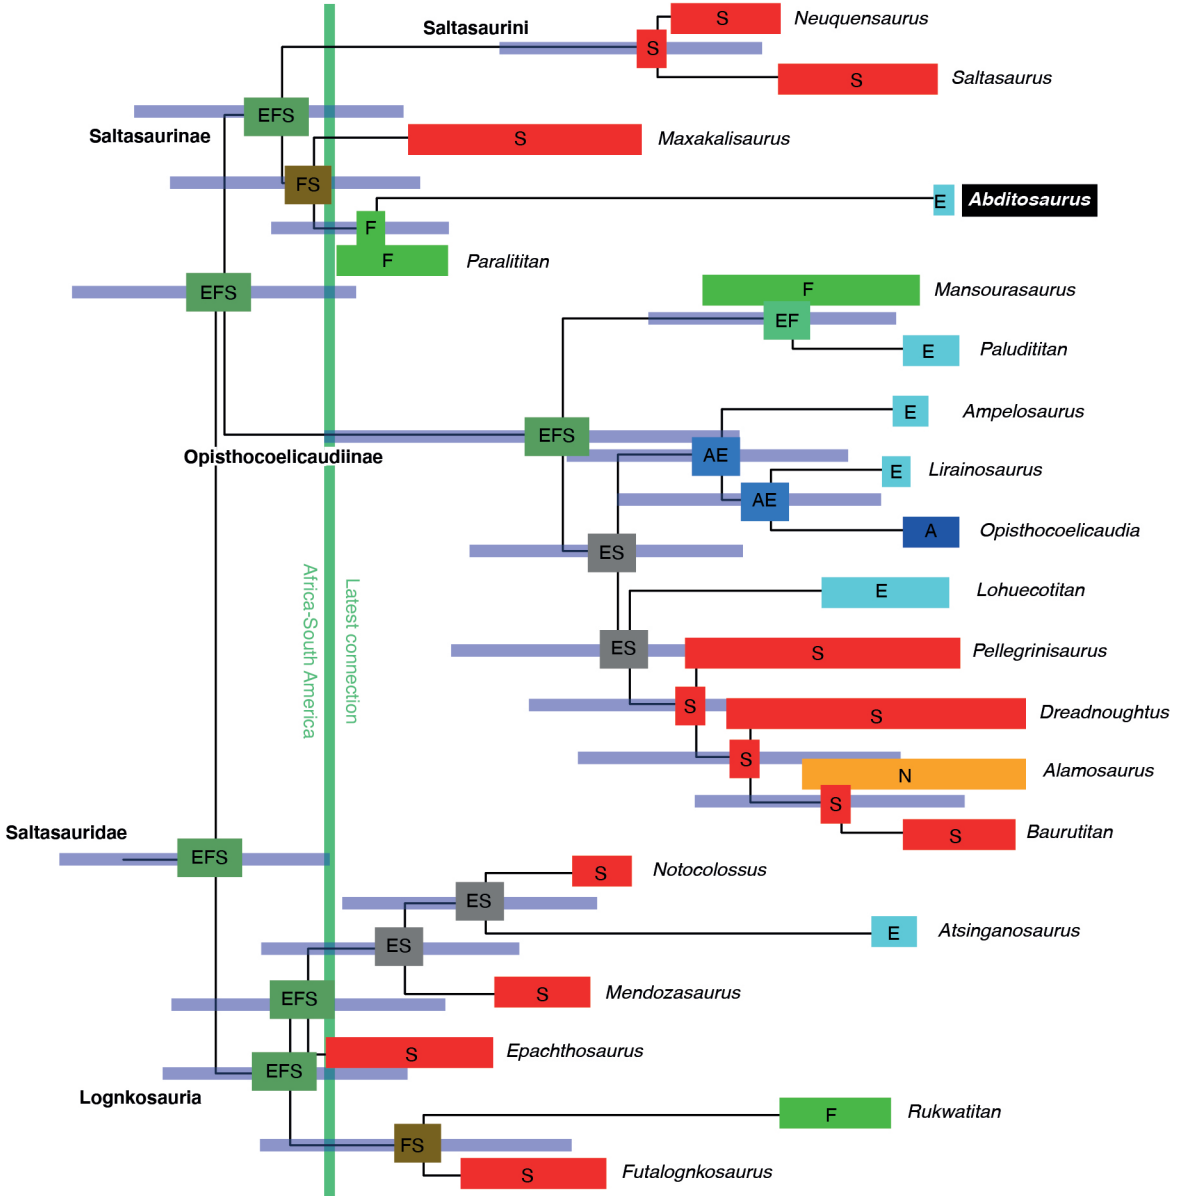 Saltasaurini
S
Neuquensaurus
S
S
Saltasaurus
EFS
Saltasaurinae
S
Maxakalisaurus
FS
E
Abditosaurus
F
F
Paralititan
EFS
F
Mansourasaurus
EF
E
Paludititan
E
Ampelosaurus
EFS
Opisthocoelicaudiinae
AE
E
Lirainosaurus
AE
A
Opisthocoelicaudia
ES
E
Lohuecotitan
ES
S
Pellegrinisaurus
S
S
Dreadnoughtus
S
N
Alamosaurus
S
S
Baurutitan
Latest connection
Africa-South America
Saltasauridae
EFS
S
Notocolossus
ES
E
Atsinganosaurus
ES
S
Mendozasaurus
EFS
S
Epachthosaurus
EFS
Lognkosauria
F
Rukwatitan
FS
S
Futalognkosaurus